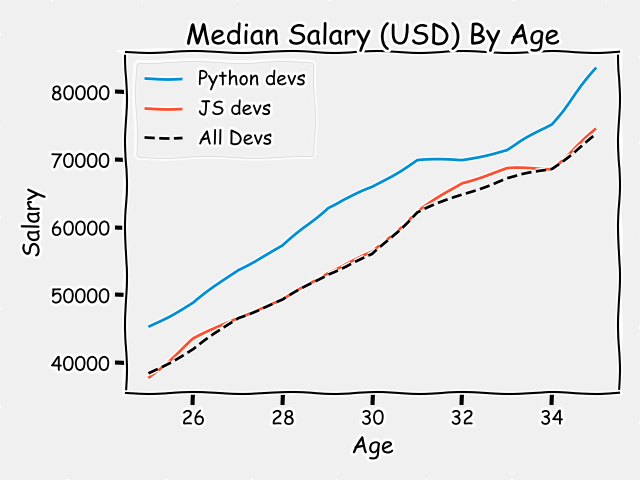 Median Salary (USD) By Age
Python devs
JS devs
All Devs
Salary
80000
70000
60000
50000
40000
26 28 30 32 34
Age